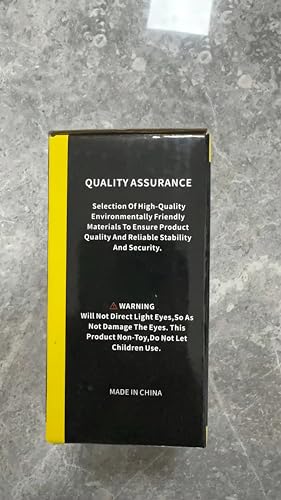 QUALITY ASSURANCE
Selection Of High-Quality
Environmentally Friendly
Materials To Ensure Product
Quality And Reliable Stability
And Security.
⚠ WARNING
Will Not Direct Light Eyes,So As
Not Damage The Eyes. This
Product Non-Toy,Do Not Let
Children Use.
MADE IN CHINA